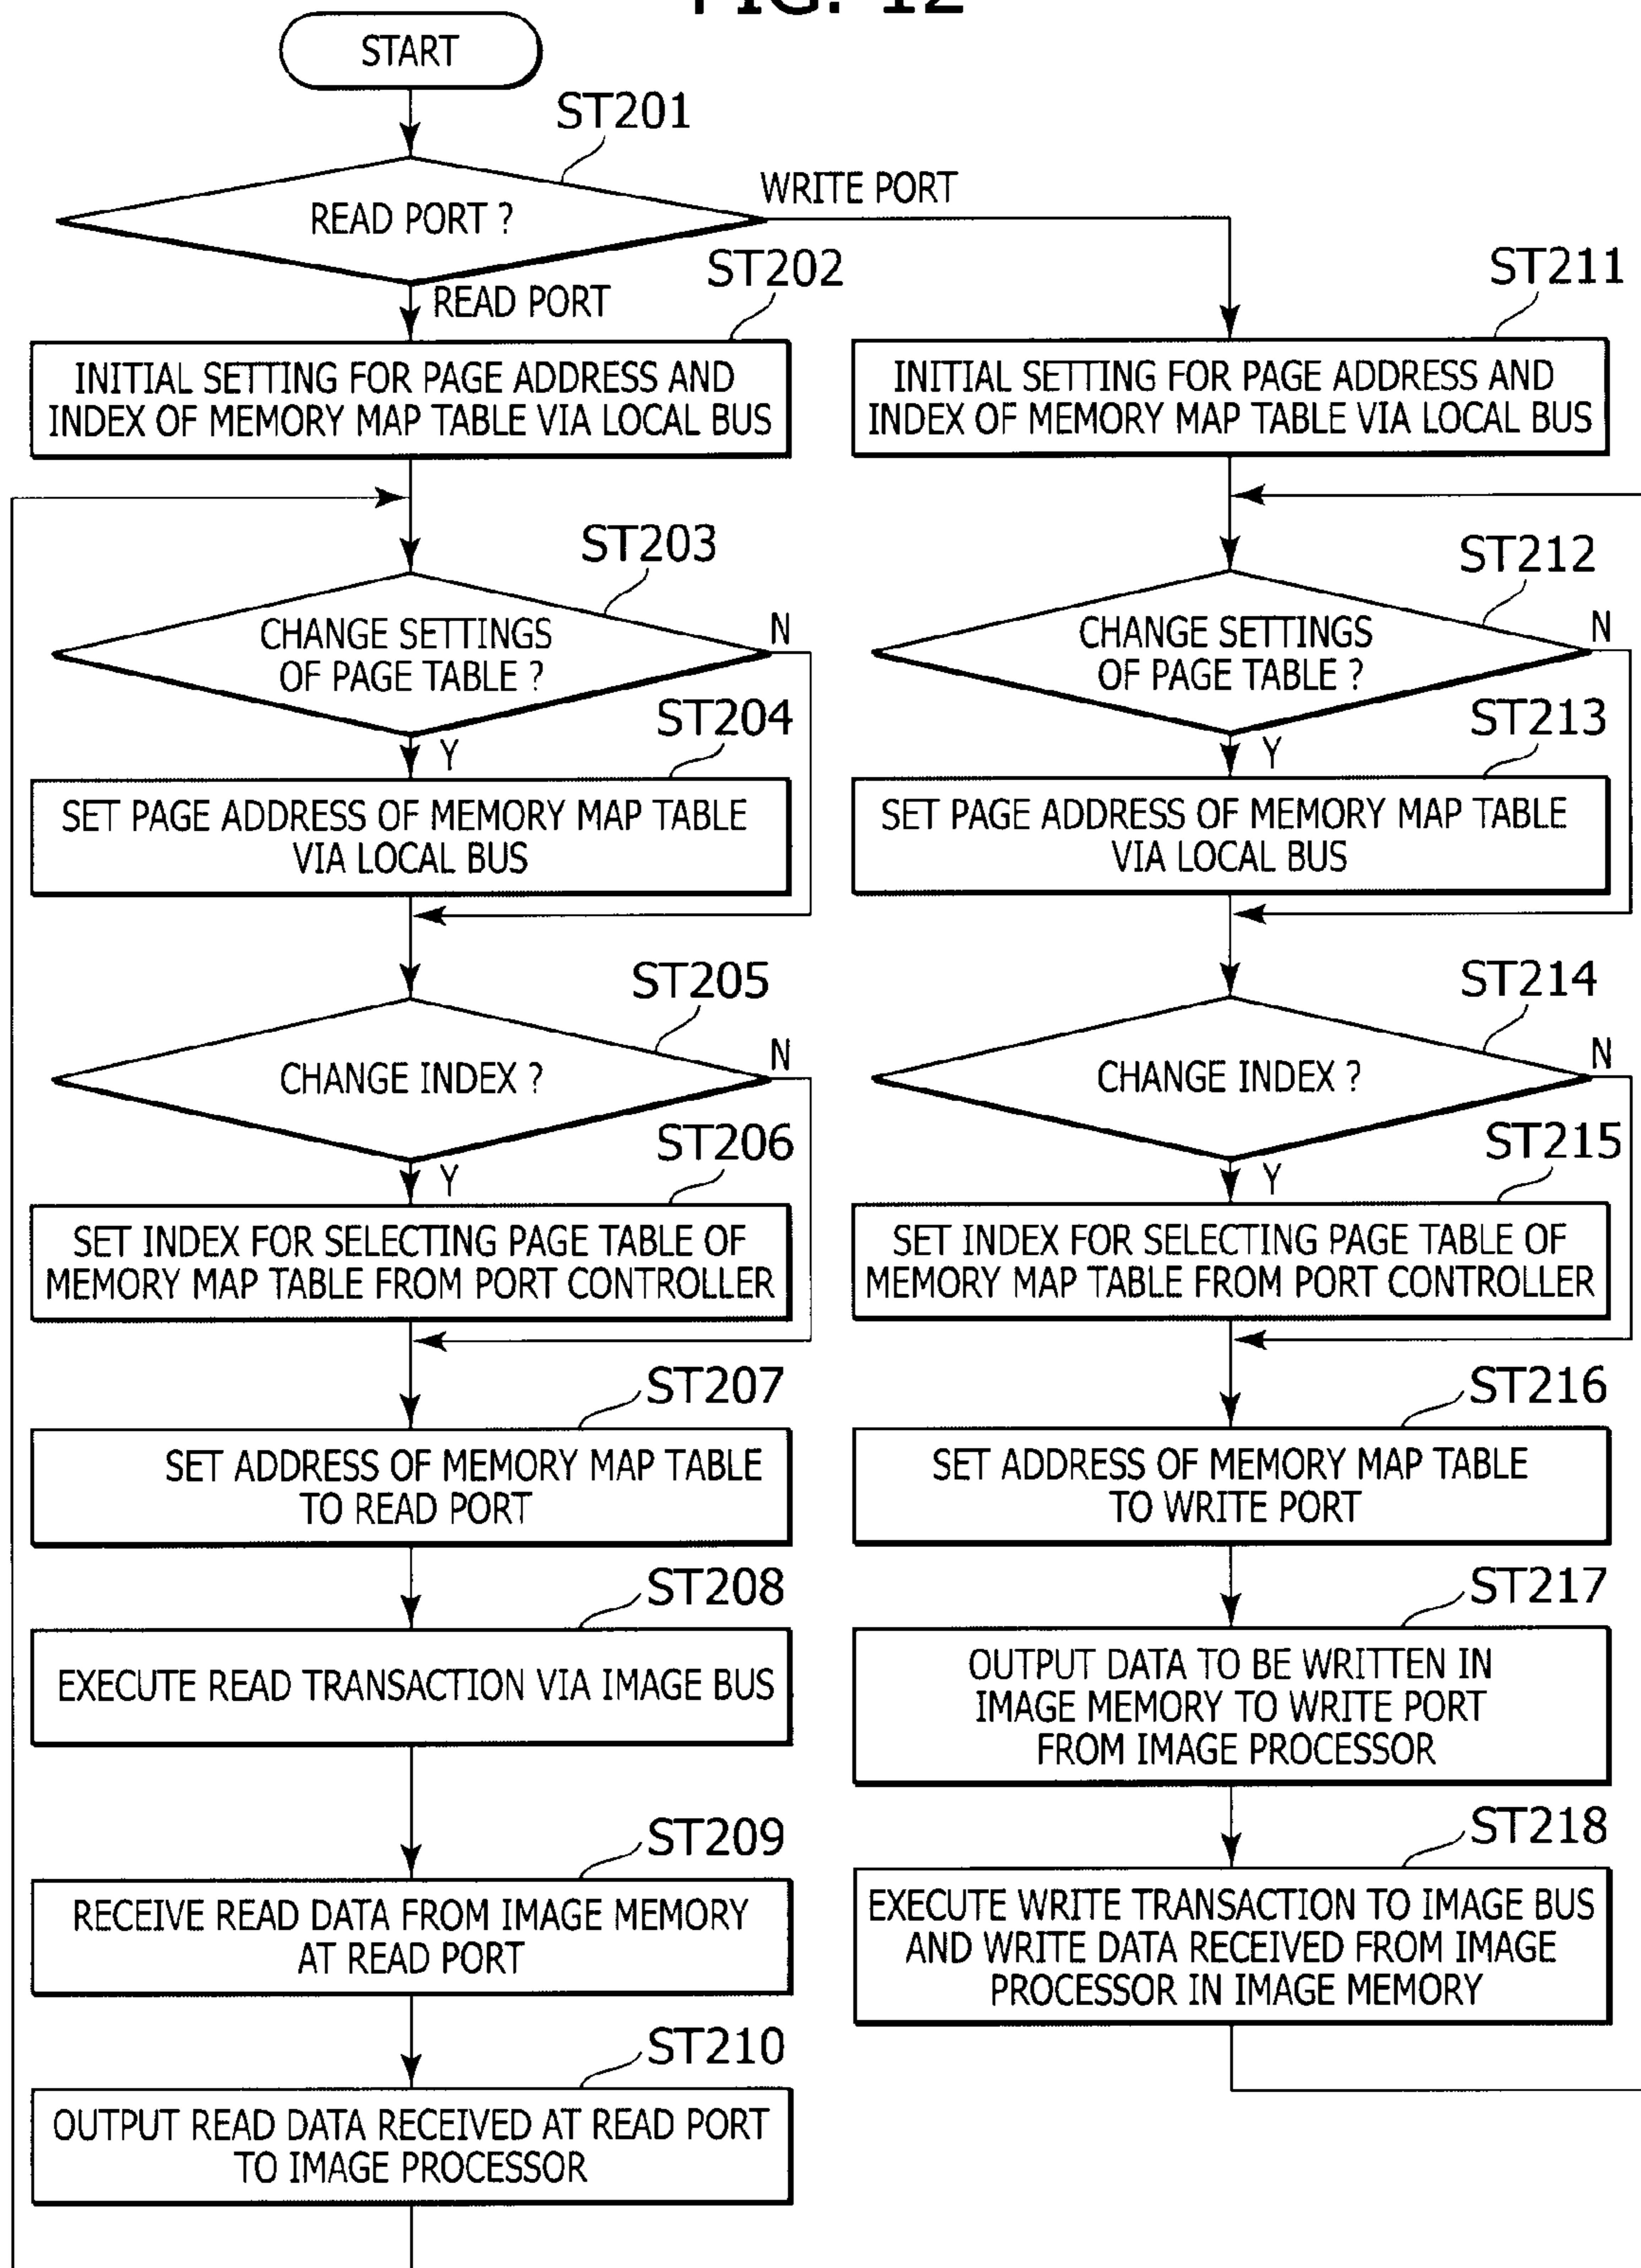 FIG. 12
START
ST201
READ PORT ?
WRITE PORT
READ PORT
ST202
INITIAL SETTING FOR PAGE ADDRESS AND
INDEX OF MEMORY MAP TABLE VIA LOCAL BUS
ST203
CHANGE SETTINGS
OF PAGE TABLE ?
N
Y
ST204
SET PAGE ADDRESS OF MEMORY MAP TABLE
VIA LOCAL BUS
ST205
CHANGE INDEX ?
N
Y
ST206
SET INDEX FOR SELECTING PAGE TABLE OF
MEMORY MAP TABLE FROM PORT CONTROLLER
ST207
SET ADDRESS OF MEMORY MAP TABLE
TO READ PORT
ST208
EXECUTE READ TRANSACTION VIA IMAGE BUS
ST209
RECEIVE READ DATA FROM IMAGE MEMORY
AT READ PORT
ST210
OUTPUT READ DATA RECEIVED AT READ PORT
TO IMAGE PROCESSOR
ST211
INITIAL SETTING FOR PAGE ADDRESS AND
INDEX OF MEMORY MAP TABLE VIA LOCAL BUS
ST212
CHANGE SETTINGS
OF PAGE TABLE ?
N
Y
ST213
SET PAGE ADDRESS OF MEMORY MAP TABLE
VIA LOCAL BUS
ST214
CHANGE INDEX ?
N
Y
ST215
SET INDEX FOR SELECTING PAGE TABLE OF
MEMORY MAP TABLE FROM PORT CONTROLLER
ST216
SET ADDRESS OF MEMORY MAP TABLE
TO WRITE PORT
ST217
OUTPUT DATA TO BE WRITTEN IN
IMAGE MEMORY TO WRITE PORT
FROM IMAGE PROCESSOR
ST218
EXECUTE WRITE TRANSACTION TO IMAGE BUS
AND WRITE DATA RECEIVED FROM IMAGE
PROCESSOR IN IMAGE MEMORY